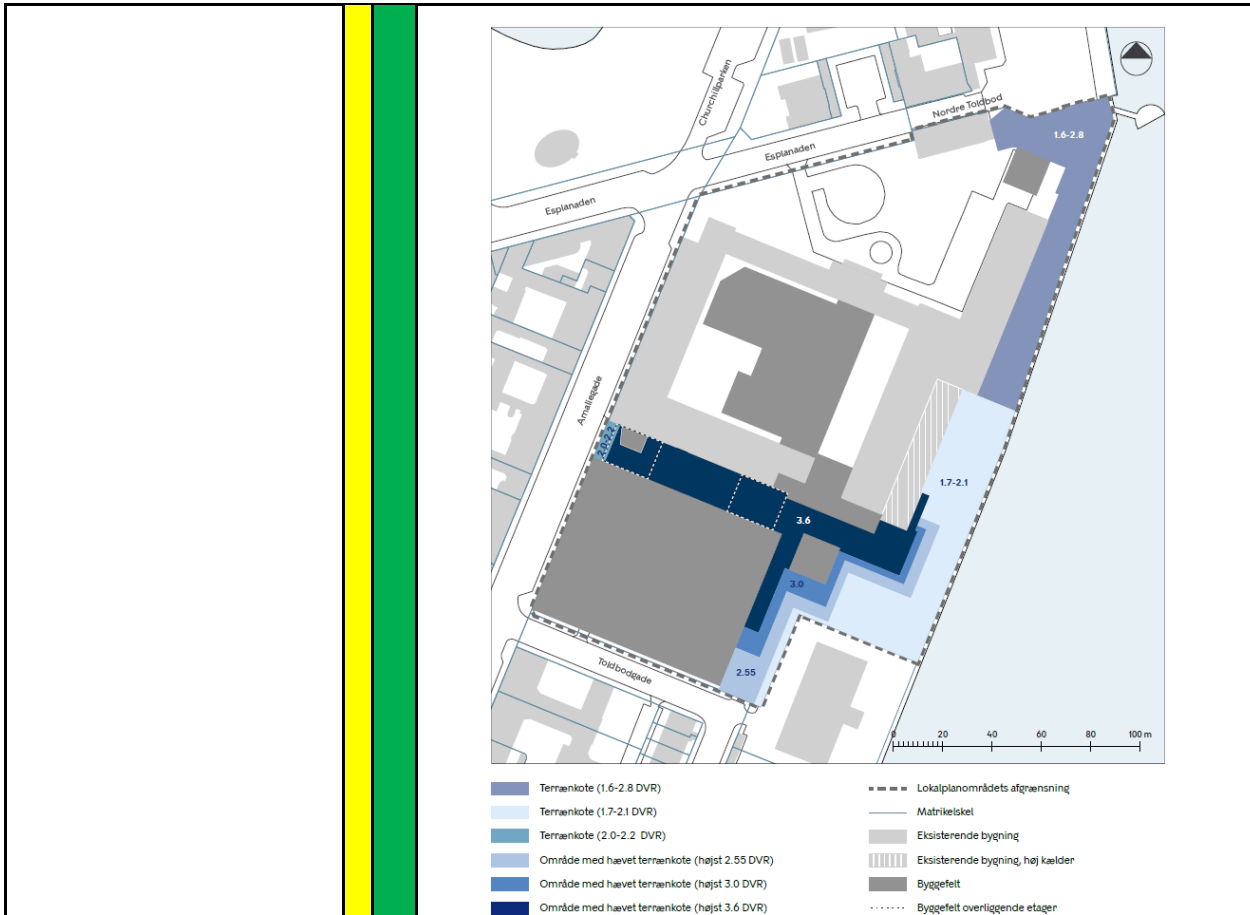 Churchillparken
Nordre Toldbod
1.6-2.8
Esplanaden
Esplanaden
Amaliegade
2.0-2.2
1.7-2.1
3.6
3.0
2.55
Toldbodgade
0 20 40 60 80 100 m
Terrænkote (1.6-2.8 DVR)
Terrænkote (1.7-2.1 DVR)
Terrænkote (2.0-2.2 DVR)
Område med hævet terrænkote (højst 2.55 DVR)
Område med hævet terrænkote (højst 3.0 DVR)
Område med hævet terrænkote (højst 3.6 DVR)
Lokalplanområdets afgrænsning
Matrikelskel
Eksisterende bygning
Eksisterende bygning, høj kælder
Byggefelt
Byggefelt overliggende etager